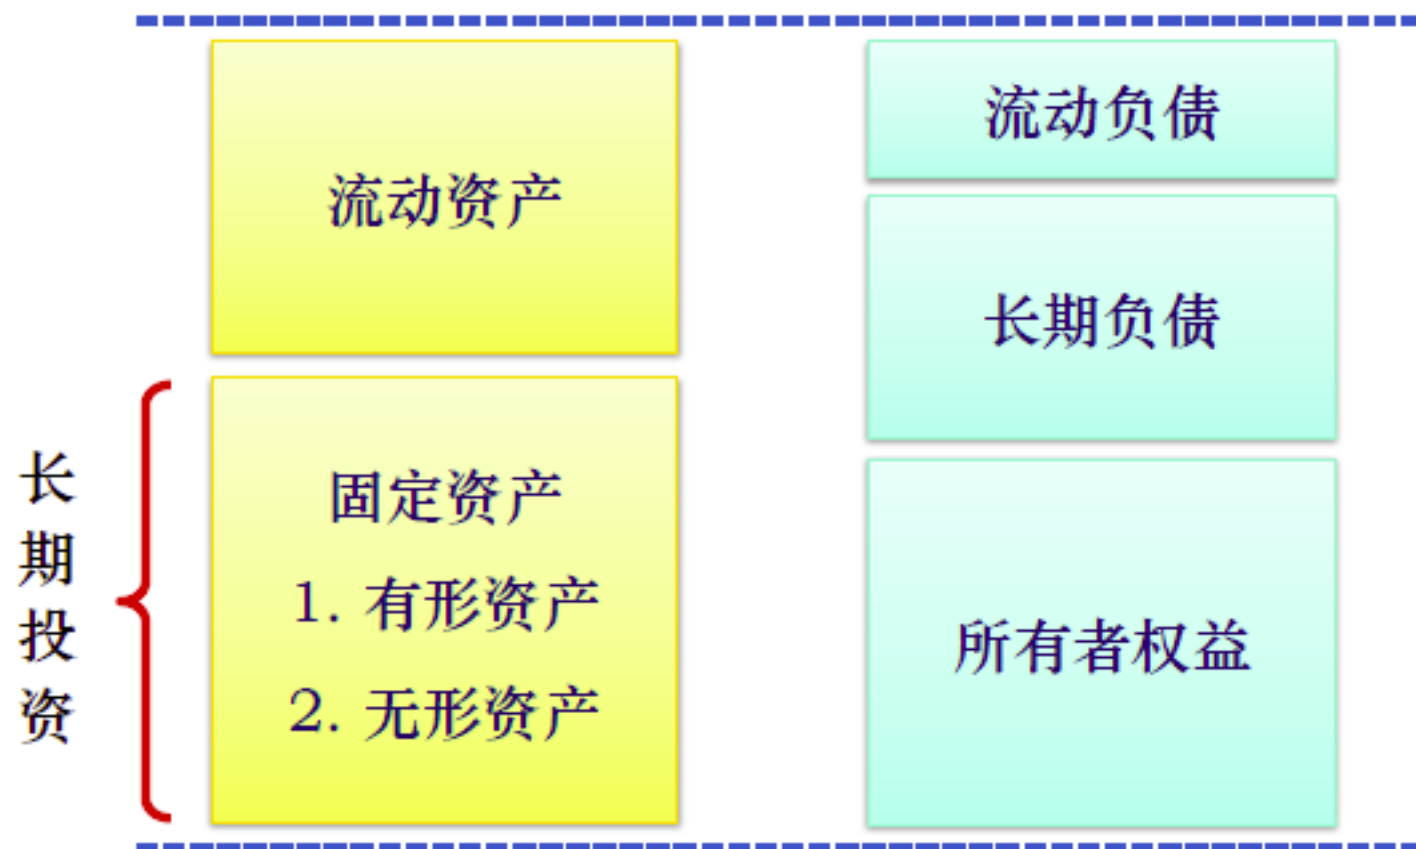 流动资产
长期投资
固定资产
1. 有形资产
2. 无形资产
流动负债
长期负债
所有者权益